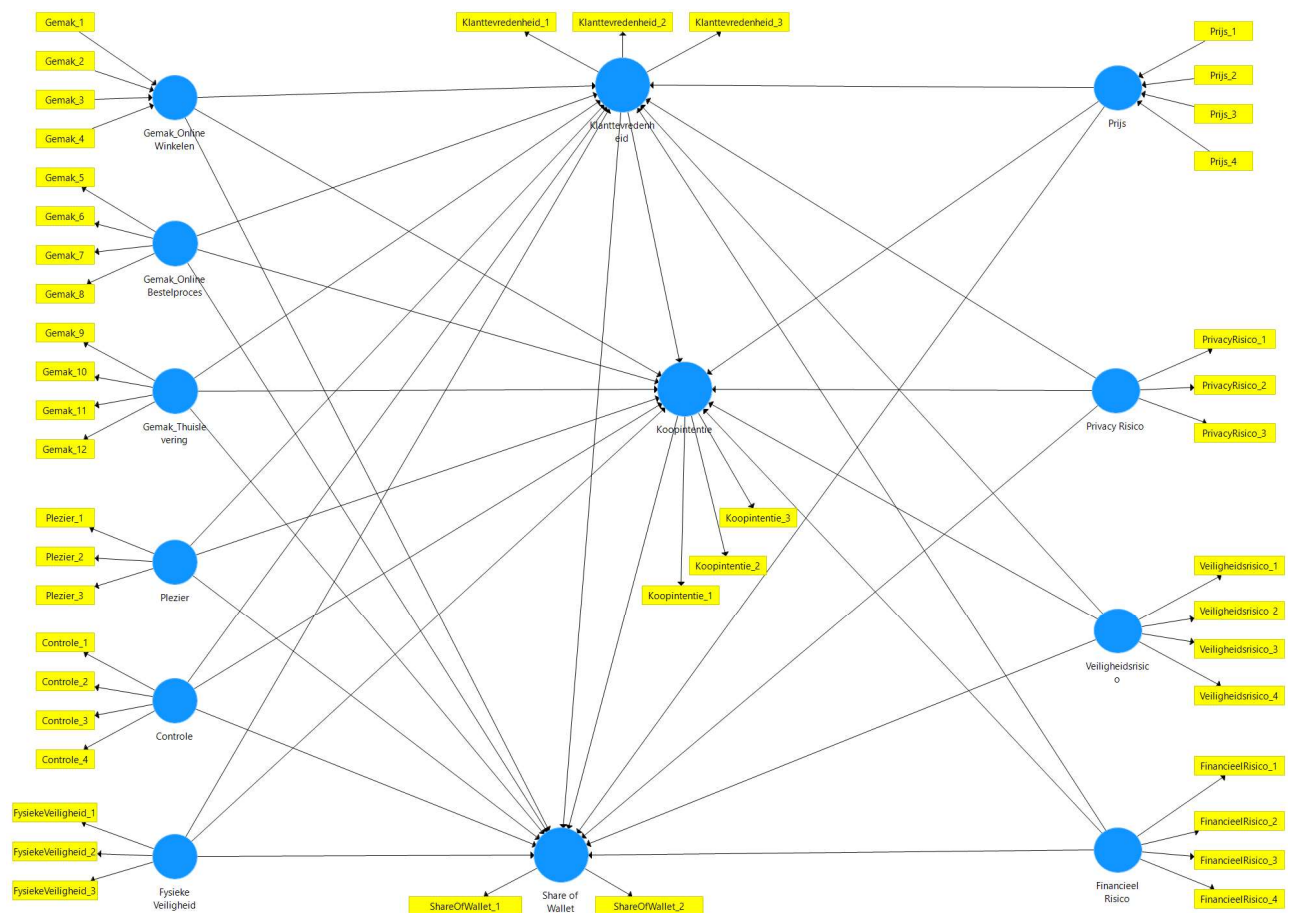 Gemak_1
Gemak_2
Gemak_3
Gemak_4
Gemak_Online
Winkelen
Gemak_5
Gemak_6
Gemak_7
Gemak_8
Gemak_Online
Bestelproces
Gemak_9
Gemak_10
Gemak_11
Gemak_12
Gemak_Thuisle
vering
Plezier_1
Plezier_2
Plezier_3
Plezier
Controle_1
Controle_2
Controle_3
Controle_4
Controle
FysiekeVeiligheid_1
FysiekeVeiligheid_2
FysiekeVeiligheid_3
Fysieke
Veiligheid
Klanttevredenheid_1
Klanttevredenheid_2
Klanttevredenheid_3
Klanttevredenh
eid
Koopintentie
Koopintentie_3
Koopintentie_2
Koopintentie_1
Share of
Wallet
ShareOfWallet_1
ShareOfWallet_2
Prijs_1
Prijs_2
Prijs_3
Prijs_4
Prijs
PrivacyRisico_1
PrivacyRisico_2
PrivacyRisico_3
Privacy Risico
Veiligheidsrisico_1
Veiligheidsrisico_2
Veiligheidsrisico_3
Veiligheidsrisico_4
Veiligheidsrisic
o
FinancieelRisico_1
FinancieelRisico_2
FinancieelRisico_3
FinancieelRisico_4
Financieel
Risico